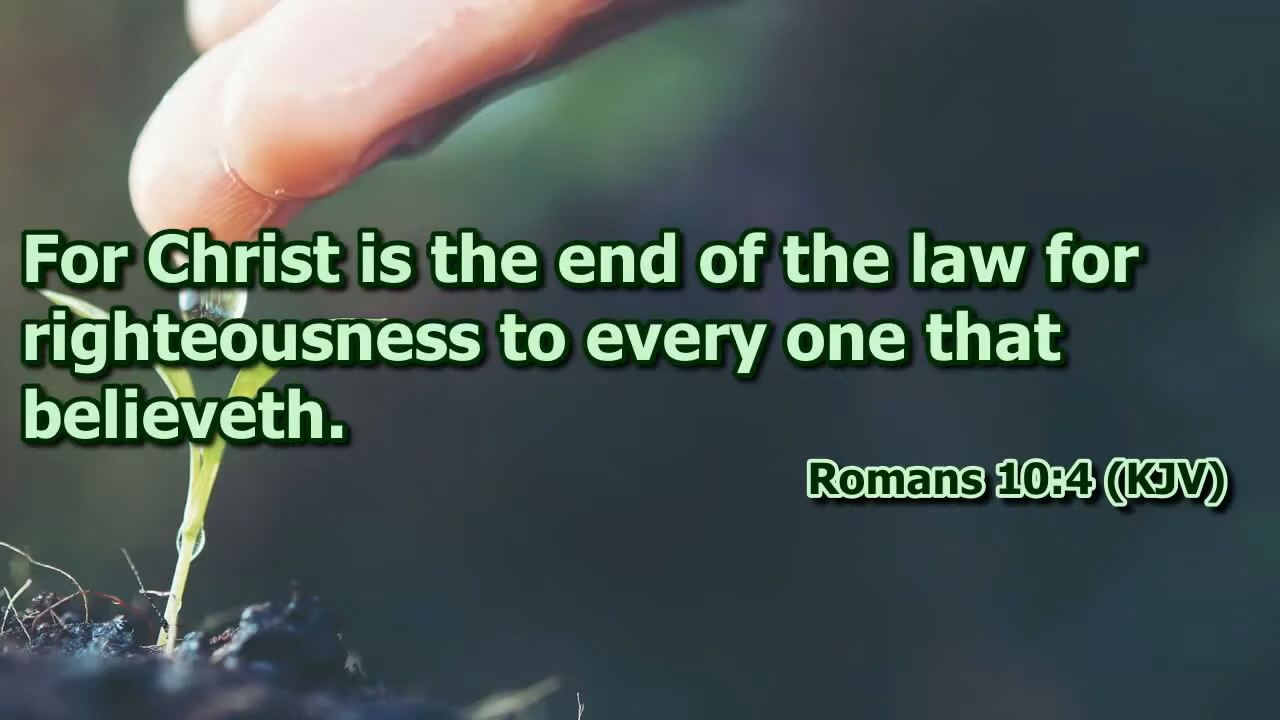 For Christ is the end of the law for
righteousness to every one that
believeth.
Romans 10:4 (KJV)